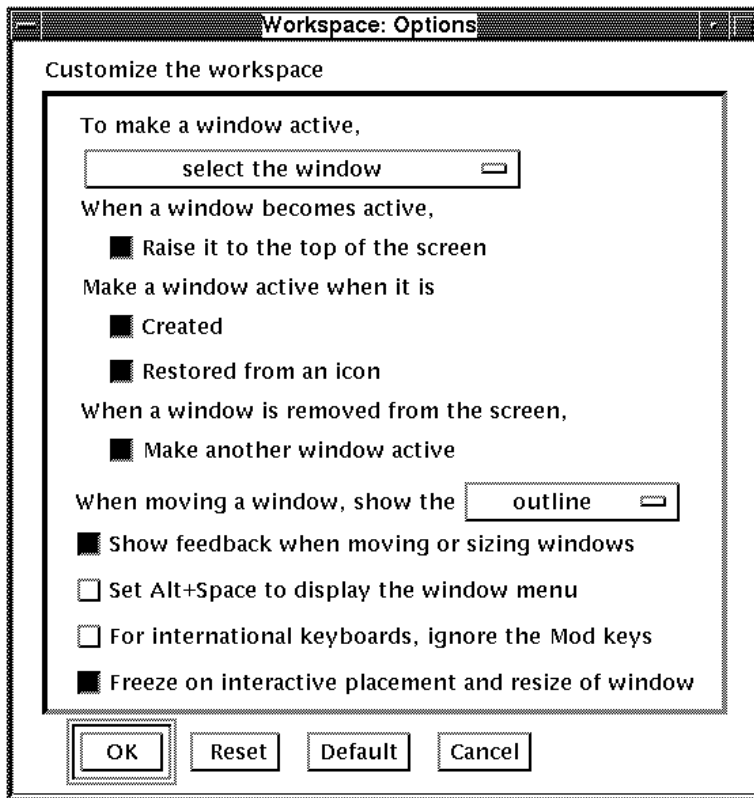 Workspace: Options
Customize the workspace
To make a window active,
select the window
When a window becomes active,
Raise it to the top of the screen
Make a window active when it is
Created
Restored from an icon
When a window is removed from the screen,
Make another window active
When moving a window, show the outline
Show feedback when moving or sizing windows
Set Alt+Space to display the window menu
For international keyboards, ignore the Mod keys
Freeze on interactive placement and resize of window
OK Reset Default Cancel